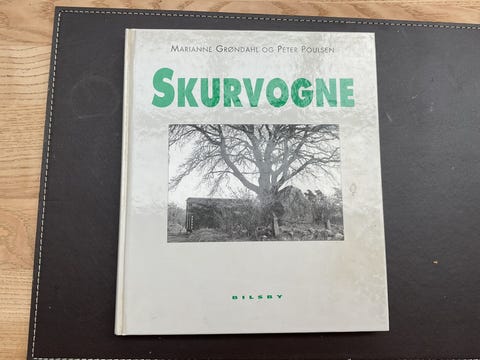 MARIANNE GRØNDAHL OG PETER POULSEN
SKURVOGNE
BILSBY